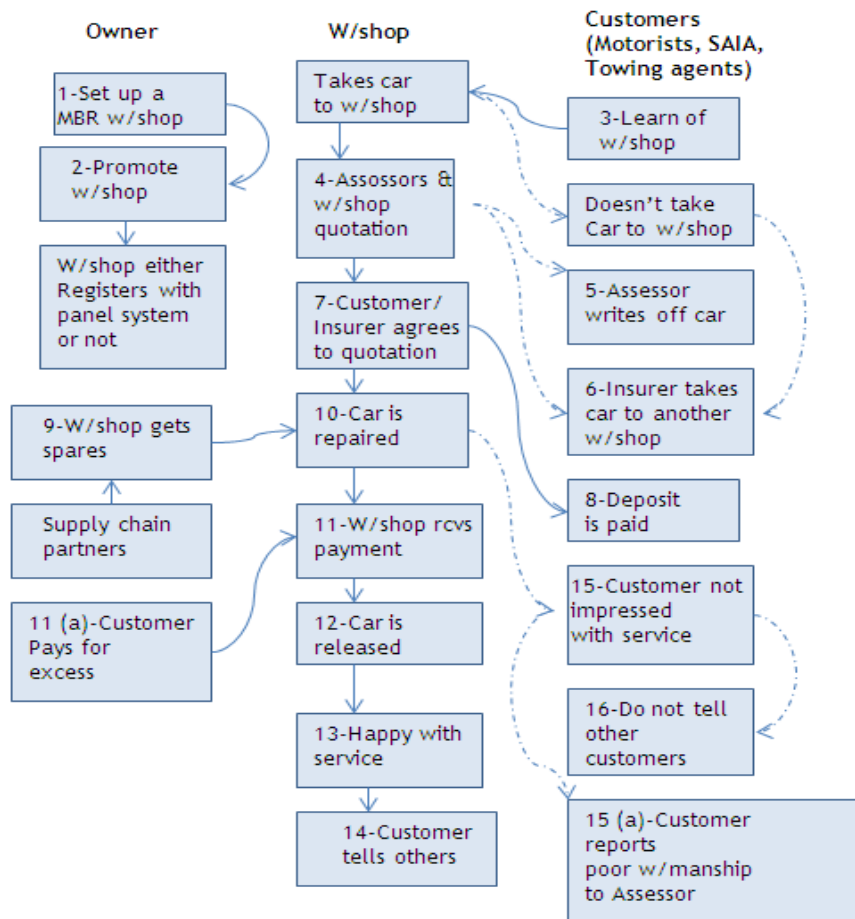 Owner
1-Set up a
MBR w/shop
2-Promote
w/shop
W/shop either
Registers with
panel system
or not
9-W/shop gets
spares
Supply chain
partners
11 (a)-Customer
Pays for
excess
W/shop
Takes car
to w/shop
4-Assossors &
w/shop
quotation
7-Customer/
Insurer agrees
to quotation
10-Car is
repaired
11-W/shop rcvs
payment
12-Car is
released
13-Happy with
service
14-Customer
tells others
Customers
(Motorists, SAIA,
Towing agents)
3-Learn of
w/shop
Doesn't take
Car to w/shop
5-Assessor
writes off car
6-Insurer takes
car to another
w/shop
8-Deposit
is paid
15-Customer not
impressed
with service
16-Do not tell
other
customers
15 (a)-Customer
reports
poor w/manship
to Assessor